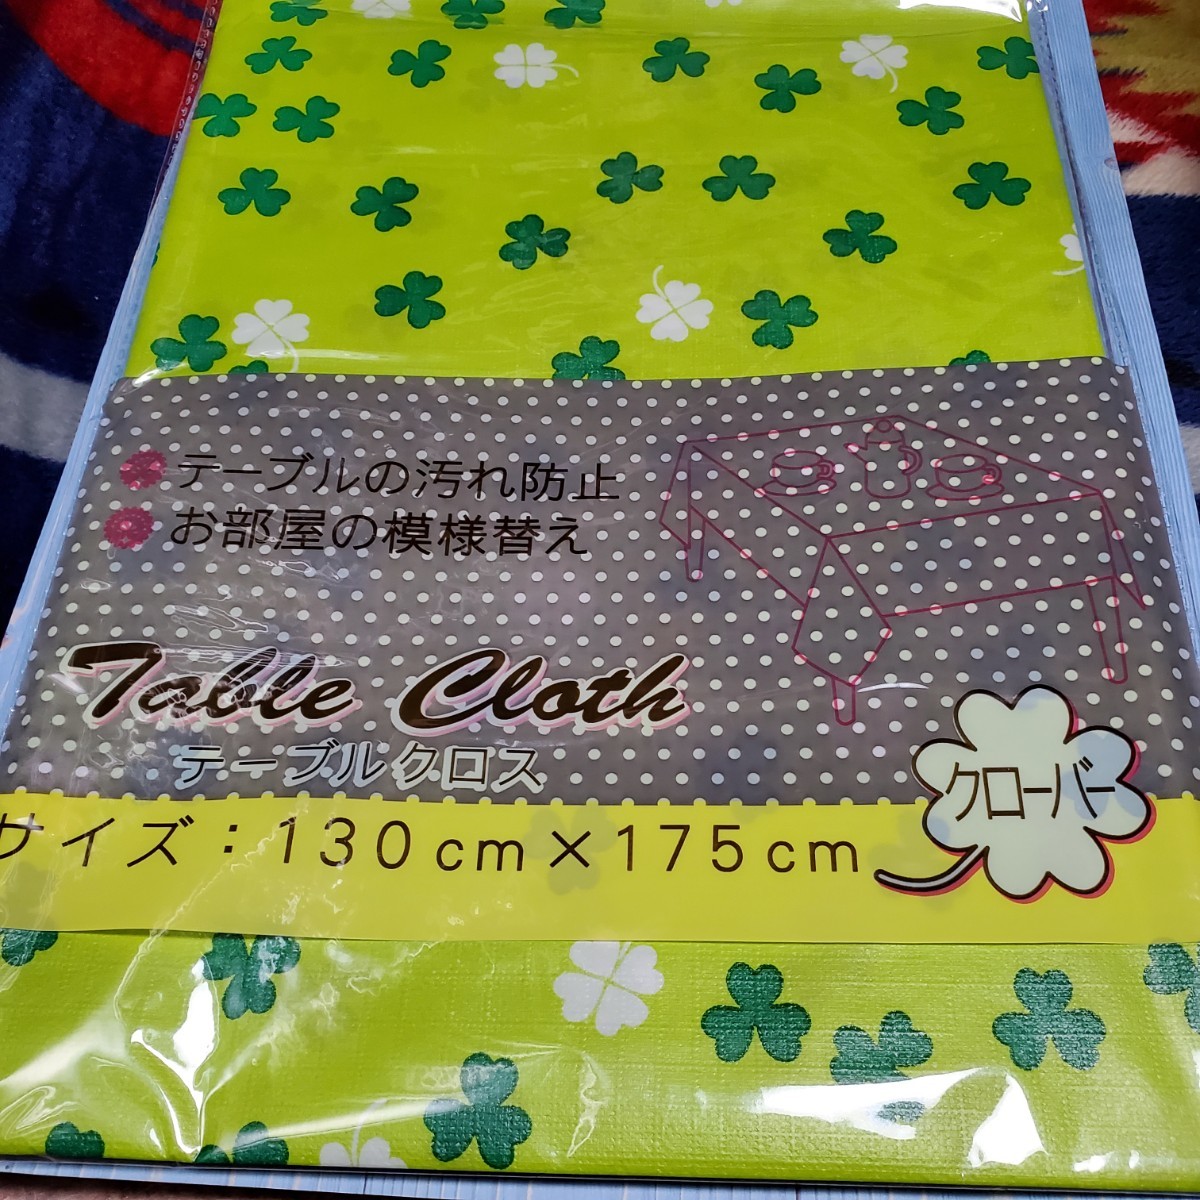 テーブルの汚れ防止
お部屋の模様替え
Table Cloth
テーブルクロス
クローバー
サイズ：130cm×175cm